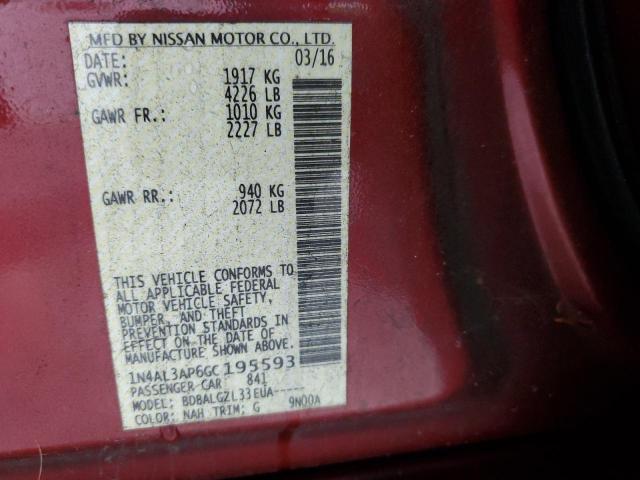 MFD BY NISSAN MOTOR CO., LTD.
DATE: 03/16
GVWR: 1917 KG
4226 LB
GAWR FR.: 1010 KG
2227 LB
GAWR RR.: 940 KG
2072 LB
THIS VEHICLE CONFORMS TO
ALL APPLICABLE FEDERAL
MOTOR VEHICLE SAFETY,
BUMPER, AND THEFT
PREVENTION STANDARDS IN
EFFECT ON THE DATE OF
MANUFACTURE SHOWN ABOVE.
1N4AL3AP6GC195593
PASSENGER CAR 841
MODEL: BDBALGZL33EUA-----
COLOR: NAH TRIM: G 9N00A